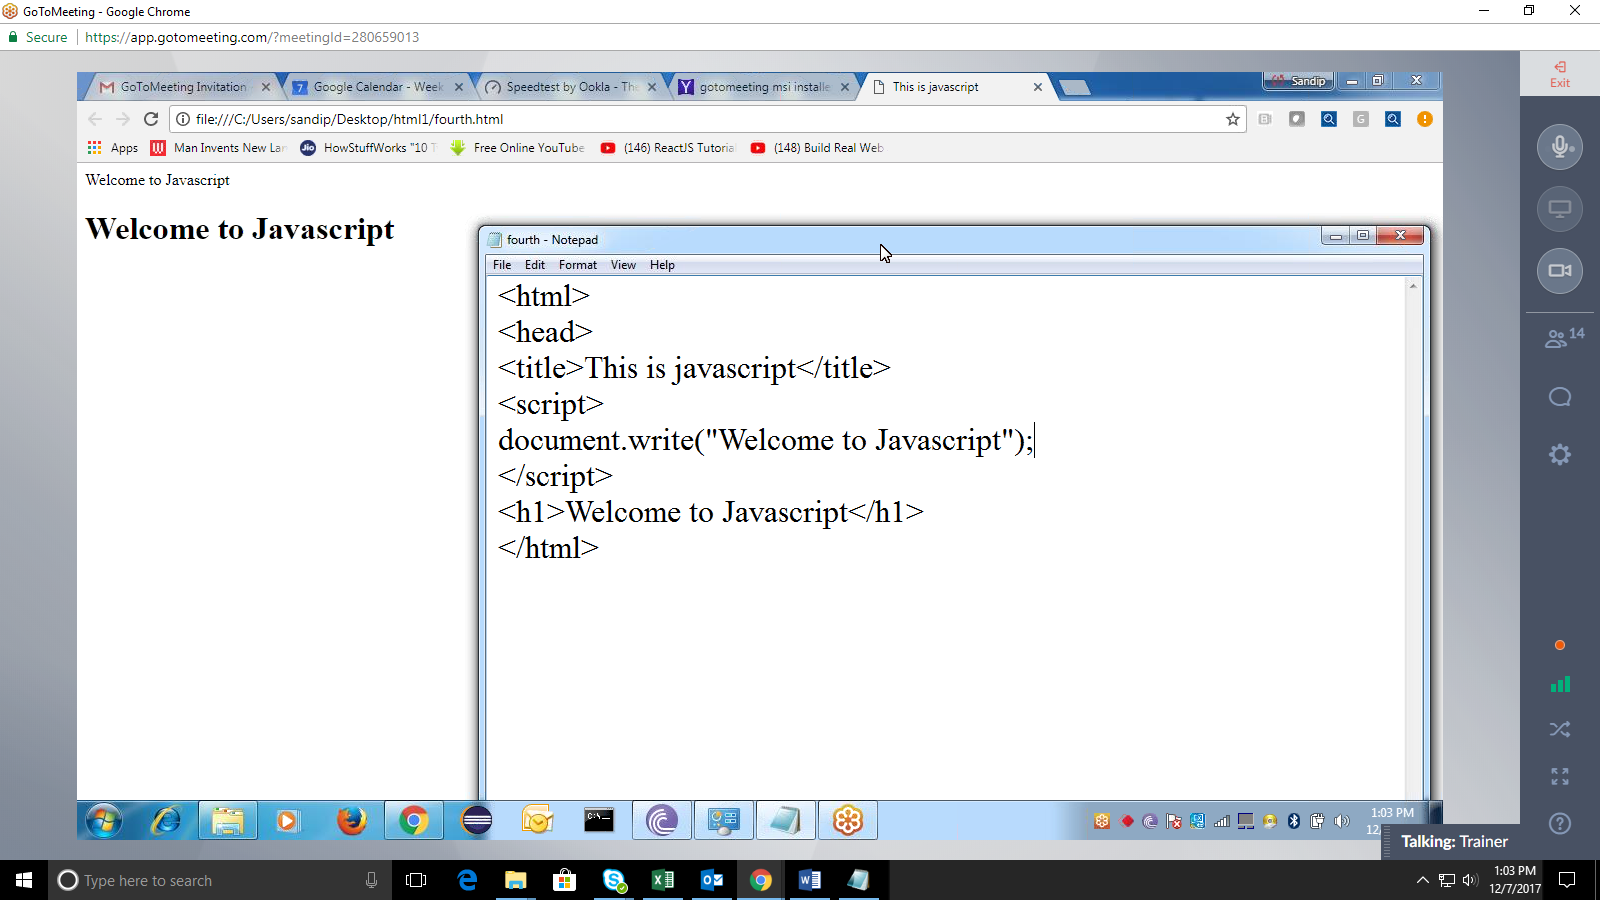 GoToMeeting - Google Chrome
Secure https://app.gotomeeting.com/?meetingId=280659013
Exit
GoToMeeting Invitation - Google Calendar - Week Speedtest by Ookla - The gotomeeting msi installe This is javascript Sandip
file:///C:/Users/sandip/Desktop/html1/fourth.html
Apps Man Invents New Lan Jio HowStuffWorks "10 T Free Online YouTube (146) ReactJS Tutorial (148) Build Real Web
Welcome to Javascript
Welcome to Javascript
fourth - Notepad
File Edit Format View Help
<html>
<head>
<title>This is javascript</title>
<script>
document.write("Welcome to Javascript");
</script>
<h1>Welcome to Javascript</h1>
</html>
14
1:03 PM
12/
Talking: Trainer
Type here to search
1:03 PM
12/7/2017